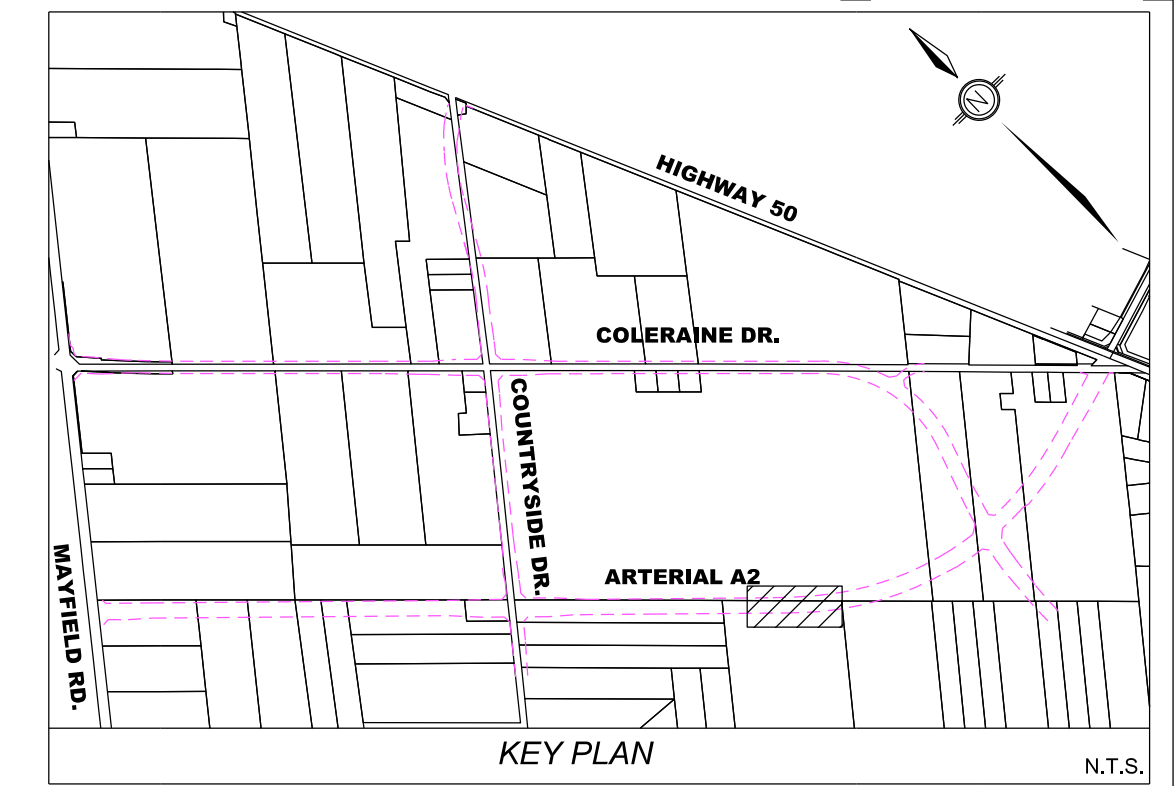 N
HIGHWAY 50
COLERAINE DR.
COUNTRYSIDE DR.
ARTERIAL A2
MAYFIELD RD.
KEY PLAN
N.T.S.